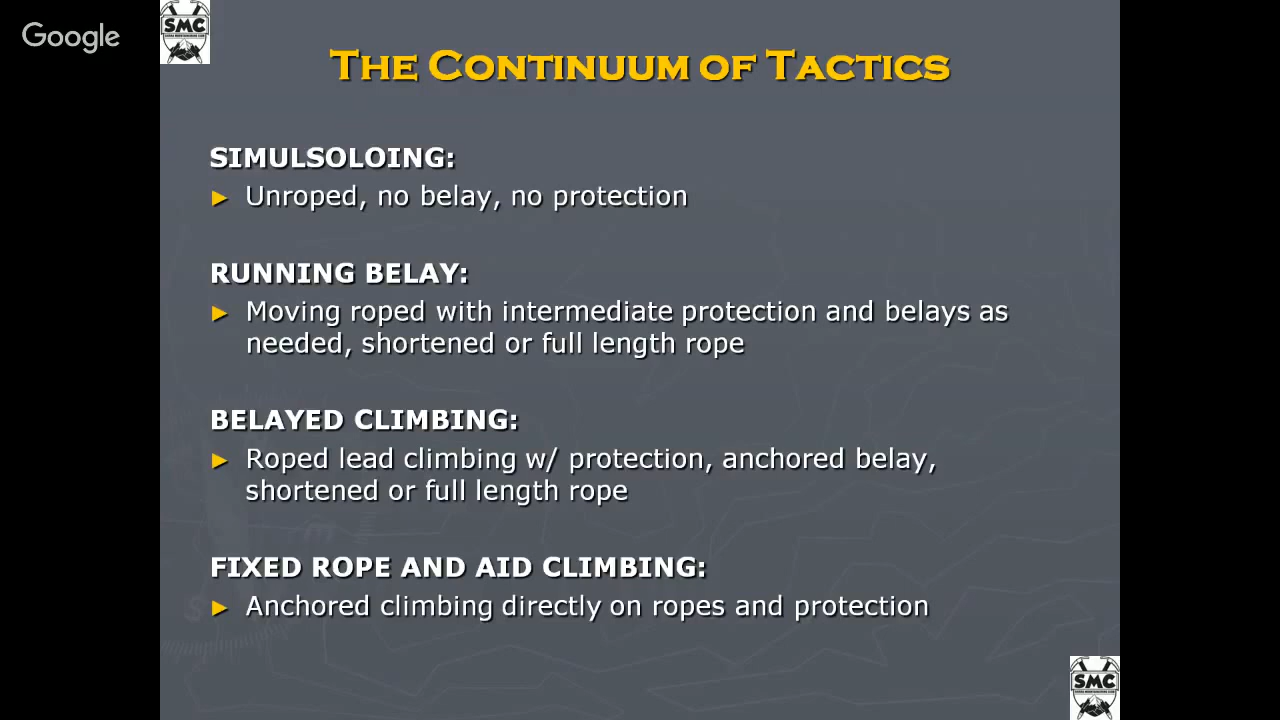 Google
SMC
THE CONTINUUM OF TACTICS
SIMULSOLOING:
► Unroped, no belay, no protection
RUNNING BELAY:
► Moving roped with intermediate protection and belays as
needed, shortened or full length rope
BELAYED CLIMBING:
► Roped lead climbing w/ protection, anchored belay,
shortened or full length rope
FIXED ROPE AND AID CLIMBING:
► Anchored climbing directly on ropes and protection
SMC